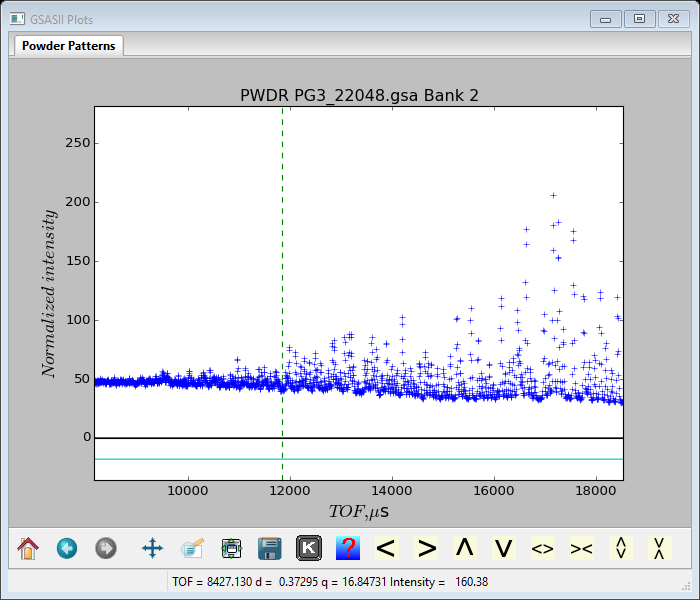 GSASII Plots
Powder Patterns
PWDR PG3_22048.gsa Bank 2
250
200
150
100
50
0
Normalized intensity
10000 12000 14000 16000 18000
TOF,μs
K ? < > Λ V <> ><
TOF = 8427.130 d = 0.37295 q = 16.84731 Intensity = 160.38